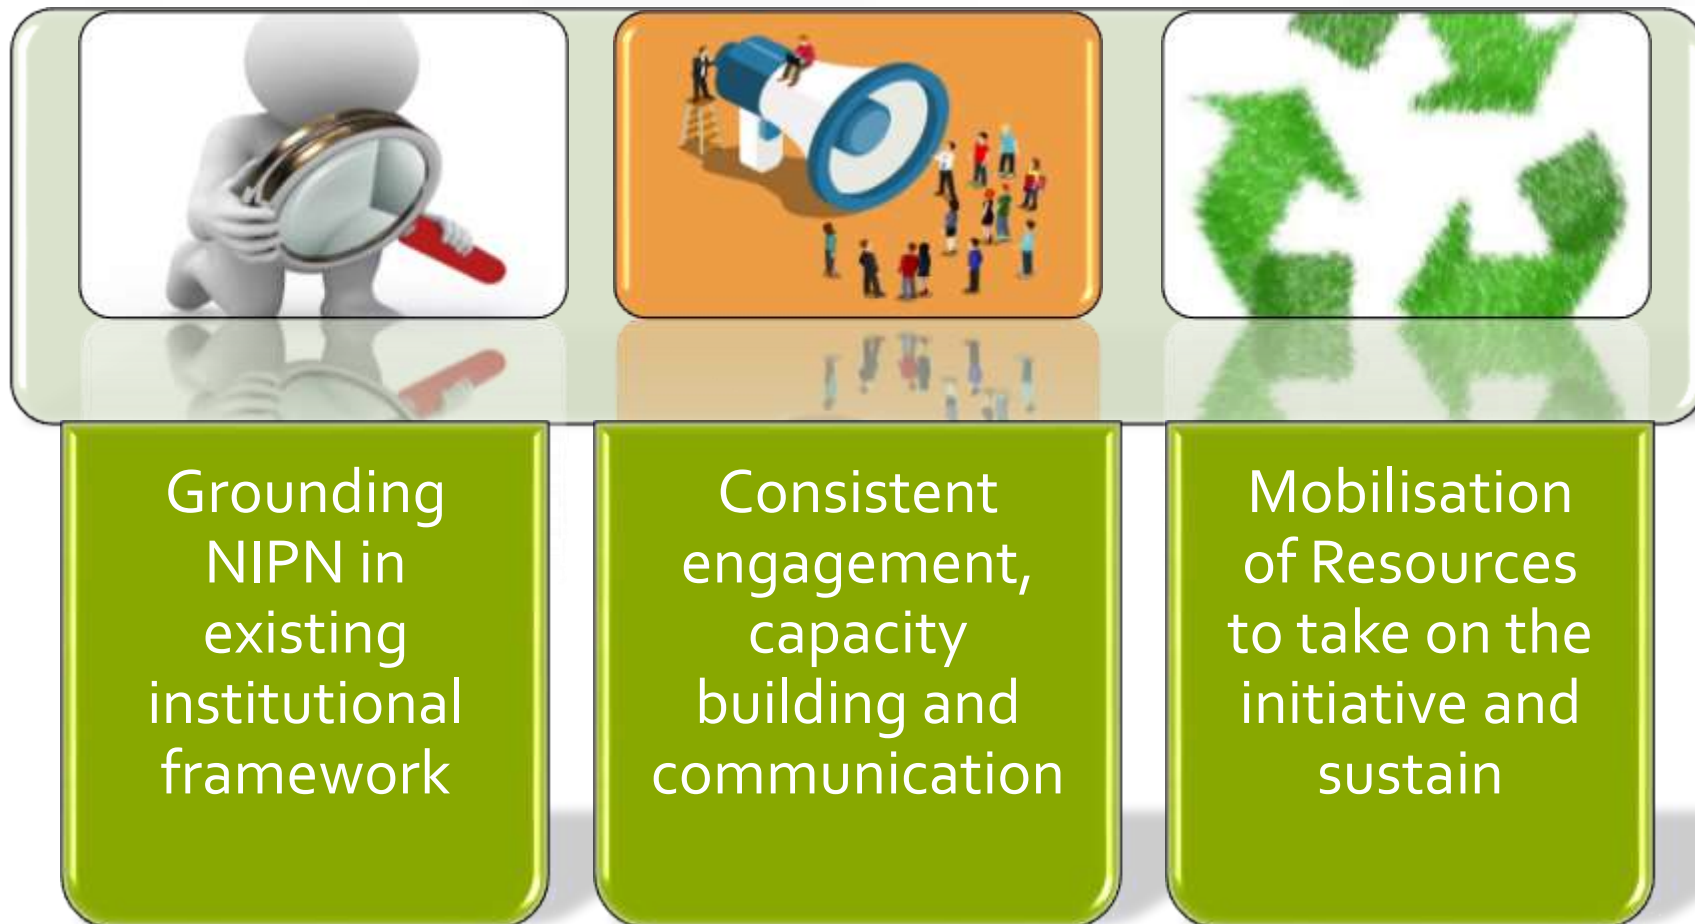 Grounding
NIPN in
existing
institutional
framework
Consistent
engagement,
capacity
building and
communication
Mobilisation
of Resources
to take on the
initiative and
sustain